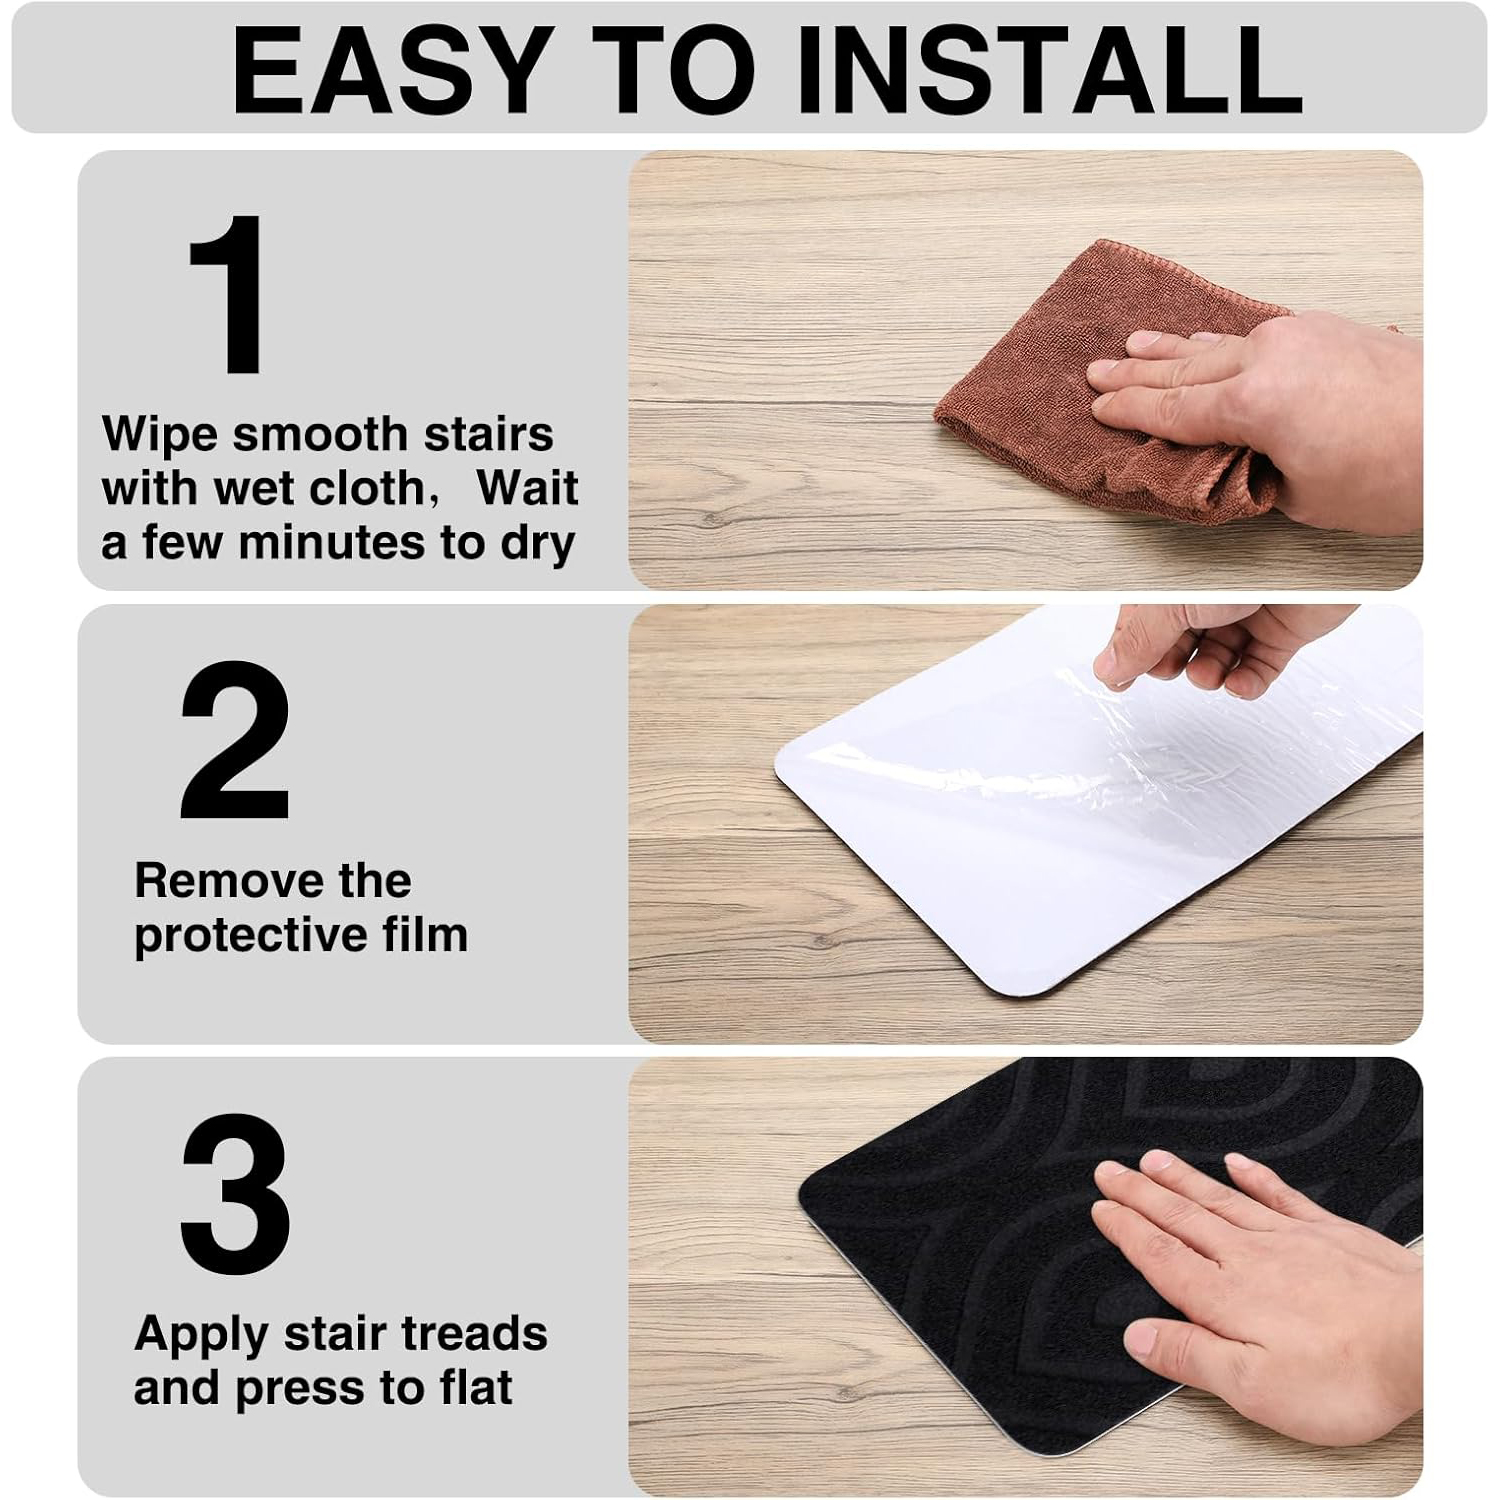 EASY TO INSTALL
1
Wipe smooth stairs
with wet cloth， Wait
a few minutes to dry
2
Remove the
protective film
3
Apply stair treads
and press to flat